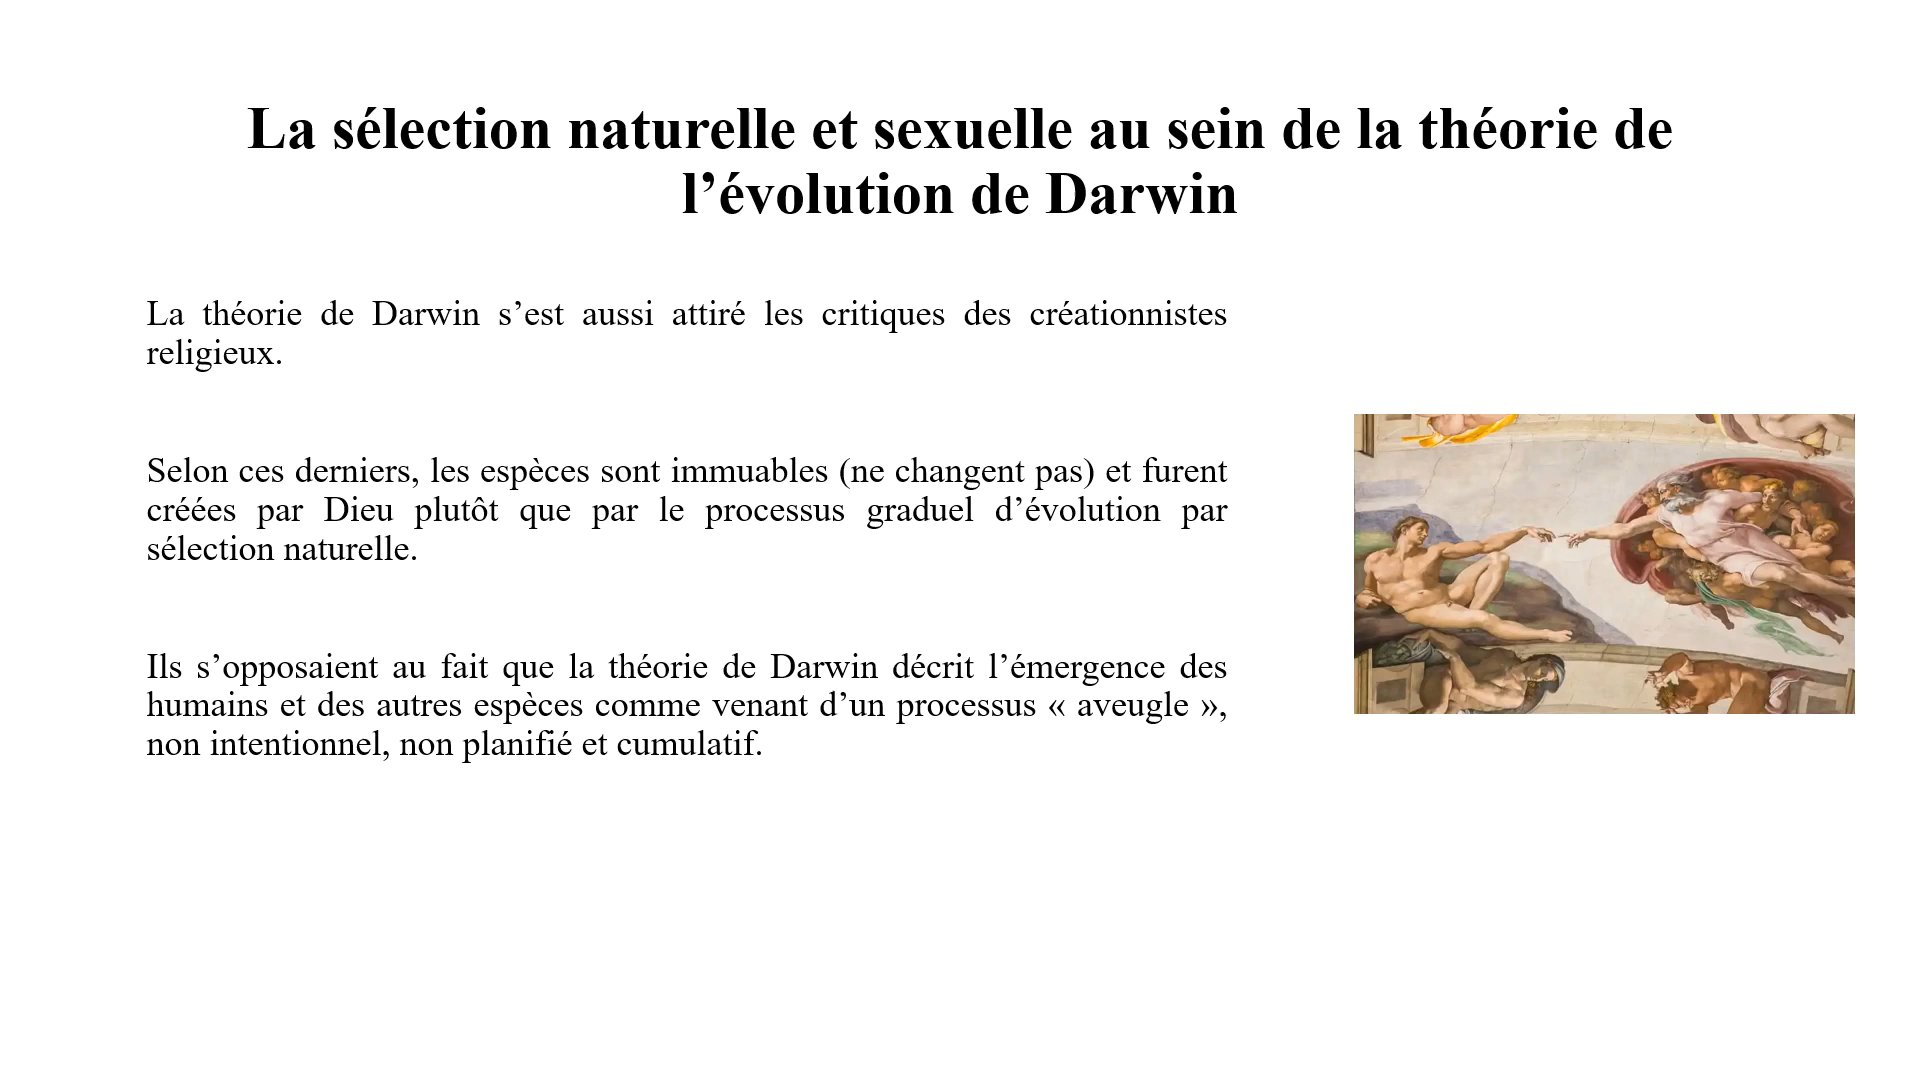 La sélection naturelle et sexuelle au sein de la théorie de
l’évolution de Darwin
La théorie de Darwin s’est aussi attiré les critiques des créationnistes
religieux.
Selon ces derniers, les espèces sont immuables (ne changent pas) et furent
créées par Dieu plutôt que par le processus graduel d’évolution par
sélection naturelle.
Ils s’opposaient au fait que la théorie de Darwin décrit l’émergence des
humains et des autres espèces comme venant d’un processus « aveugle »,
non intentionnel, non planifié et cumulatif.